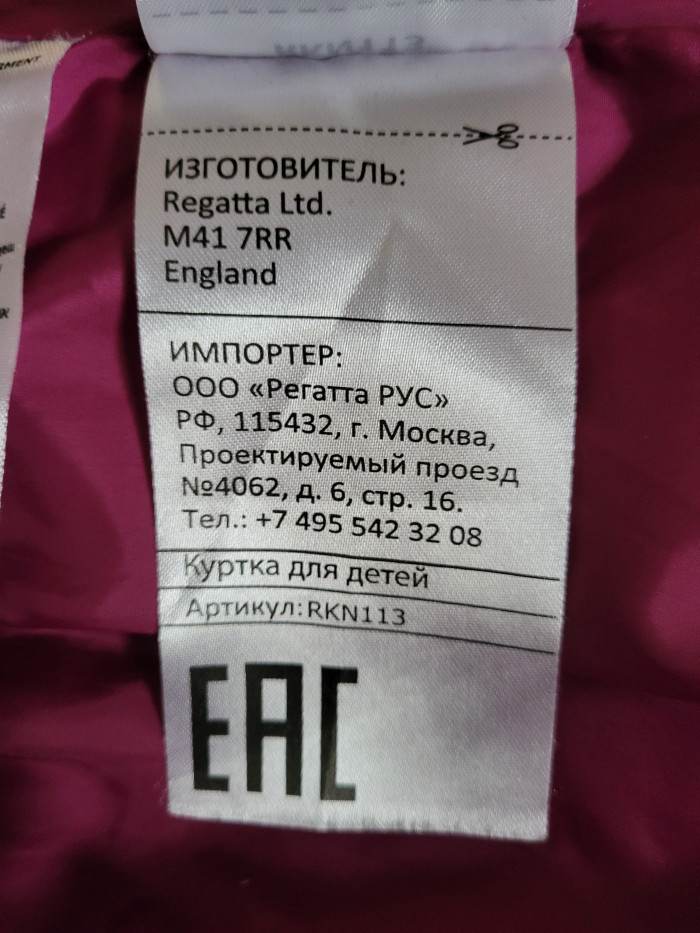 ИЗГОТОВИТЕЛЬ:
Regatta Ltd.
M41 7RR
England
ИМПОРТЕР:
ООО «Регатта РУС»
РФ, 115432, г. Москва,
Проектируемый проезд
№4062, д. 6, стр. 16.
Тел.: +7 495 542 32 08
Куртка для детей
Артикул:RKN113
EAC